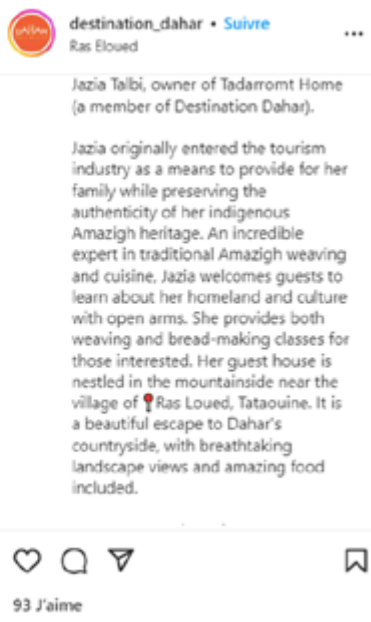 DAHAR
destination_dahar • Suivre
Ras Eloued
Jazia Talbi, owner of Tadarromt Home
(a member of Destination Dahar).
Jazia originally entered the tourism
industry as a means to provide for her
family while preserving the
authenticity of her indigenous
Amazigh heritage. An incredible
expert in traditional Amazigh weaving
and cuisine, Jazia welcomes guests to
learn about her homeland and culture
with open arms. She provides both
weaving and bread-making classes for
those interested. Her guest house is
nestled in the mountainside near the
village of 📍Ras Loued, Tataouine. It is
a beautiful escape to Dahar's
countryside, with breathtaking
landscape views and amazing food
included.
93 J'aime